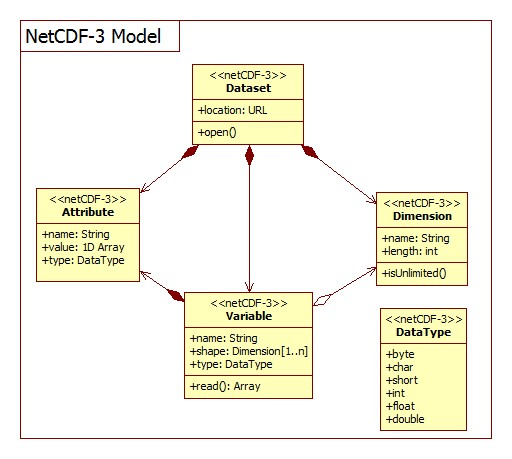 NetCDF-3 Model
<<netCDF-3>>
Dataset
+location: URL
+open()
<<netCDF-3>>
Attribute
+name: String
+value: 1D Array
+type: DataType
<<netCDF-3>>
Dimension
+name: String
+length: int
+isUnlimited()
<<netCDF-3>>
Variable
+name: String
+shape: Dimension[1..n]
+type: DataType
+read(): Array
<<netCDF-3>>
DataType
+byte
+char
+short
+int
+float
+double